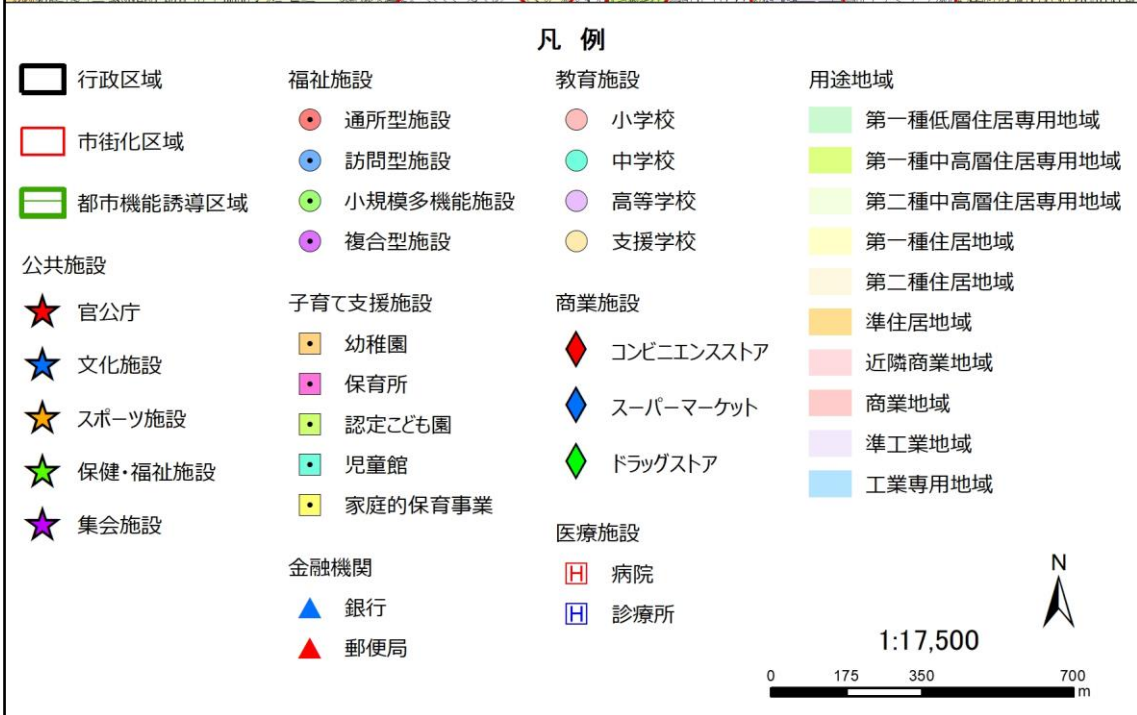 凡 例
行政区域
市街化区域
都市機能誘導区域
公共施設
官公庁
文化施設
スポーツ施設
保健・福祉施設
集会施設
福祉施設
通所型施設
訪問型施設
小規模多機能施設
複合型施設
子育て支援施設
幼稚園
保育所
認定こども園
児童館
家庭的保育事業
金融機関
銀行
郵便局
教育施設
小学校
中学校
高等学校
支援学校
商業施設
コンビニエンスストア
スーパーマーケット
ドラッグストア
医療施設
H 病院
H 診療所
用途地域
第一種低層住居専用地域
第一種中高層住居専用地域
第二種中高層住居専用地域
第一種住居地域
第二種住居地域
準住居地域
近隣商業地域
商業地域
準工業地域
工業専用地域
N
1:17,500
0 175 350 700
m